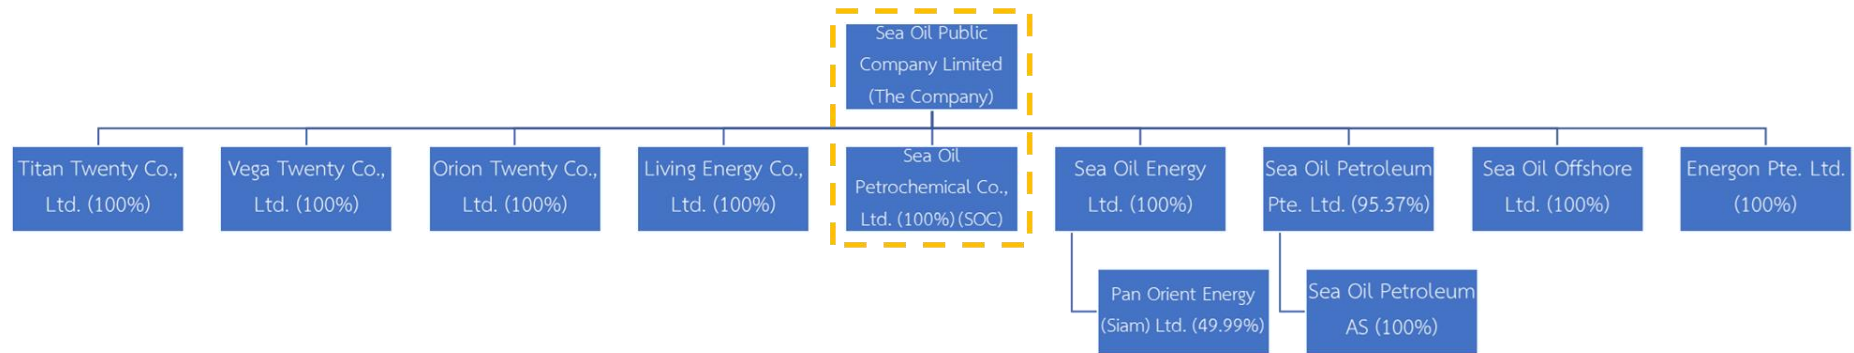 Sea Oil Public
Company Limited
(The Company)
Titan Twenty Co.,
Ltd. (100%)
Vega Twenty Co.,
Ltd. (100%)
Orion Twenty Co.,
Ltd. (100%)
Living Energy Co.,
Ltd. (100%)
Sea Oil
Petrochemical Co.,
Ltd. (100%) (SOC)
Sea Oil Energy
Ltd. (100%)
Sea Oil Petroleum
Pte. Ltd. (95.37%)
Sea Oil Offshore
Ltd. (100%)
Energon Pte. Ltd.
(100%)
Pan Orient Energy
(Siam) Ltd. (49.99%)
Sea Oil Petroleum
AS (100%)